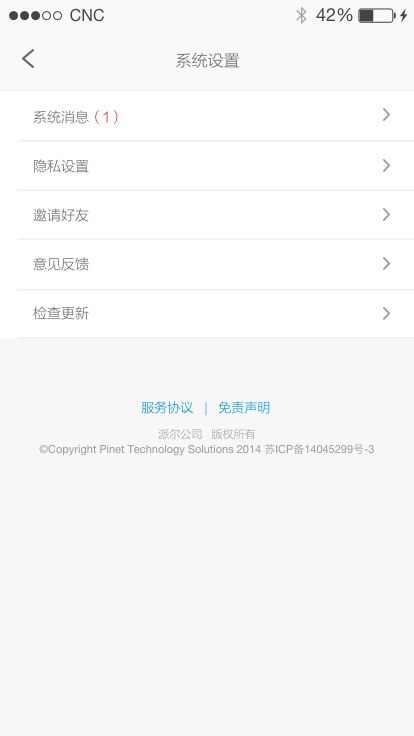 CNC 42%
系统设置
系统消息（1）
隐私设置
邀请好友
意见反馈
检查更新
服务协议 | 免责声明
派尔公司 版权所有
©Copyright Pinet Technology Solutions 2014 苏ICP备14045299号-3